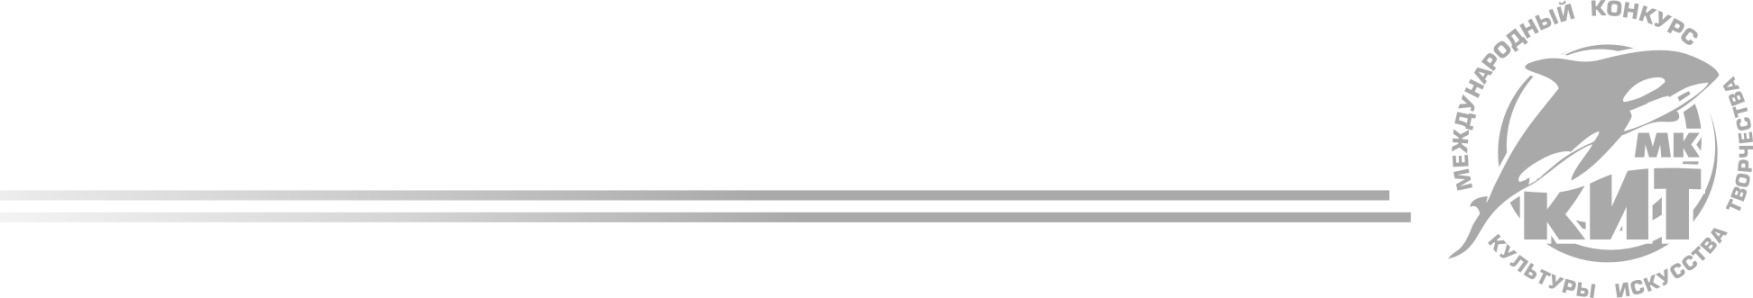 МЕЖДУНАРОДНЫЙ КОНКУРС
МК
КИТ
КУЛЬТУРЫ ИСКУССТВА ТВОРЧЕСТВА